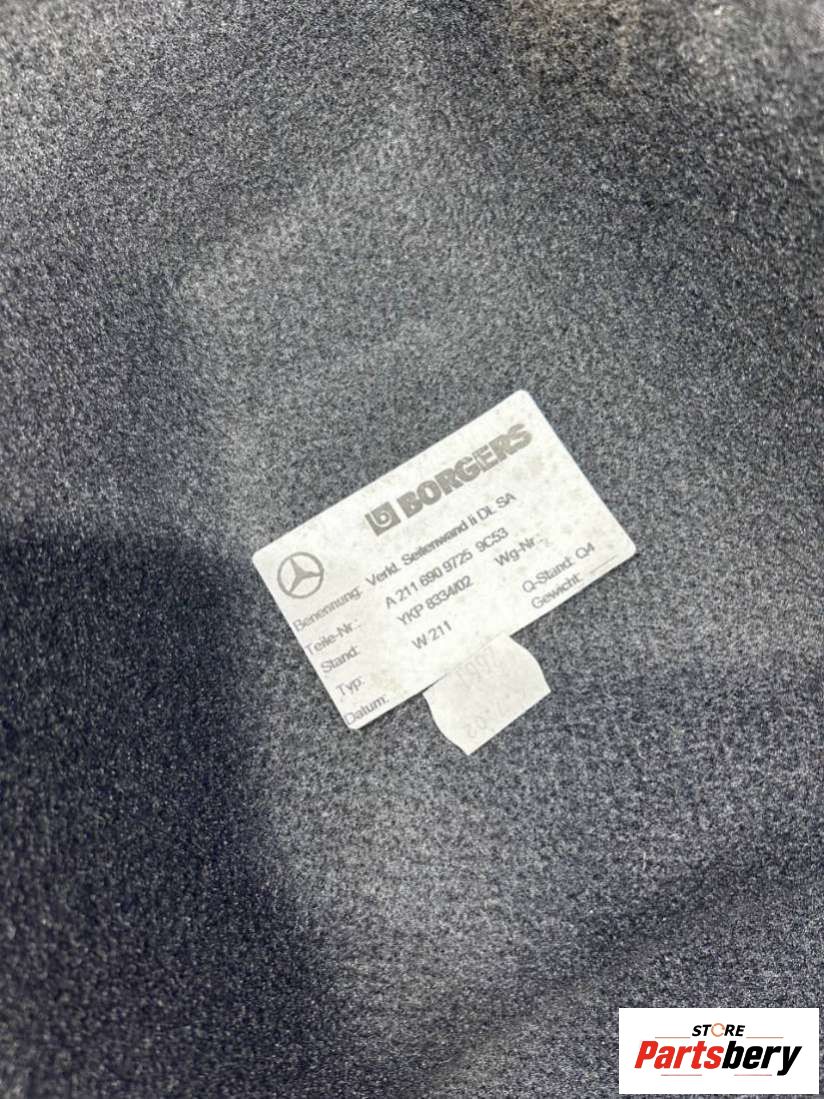 BORGERS
Benennung: Verkl. Seitenwand li DL SA
Teile-Nr.: A 211 690 9725 9C53
Stand: YKP 8334/02 Wg-Nr.:
Typ: W 211 Q-Stand: Q4
Datum: Gewicht:
STORE
Partsbery